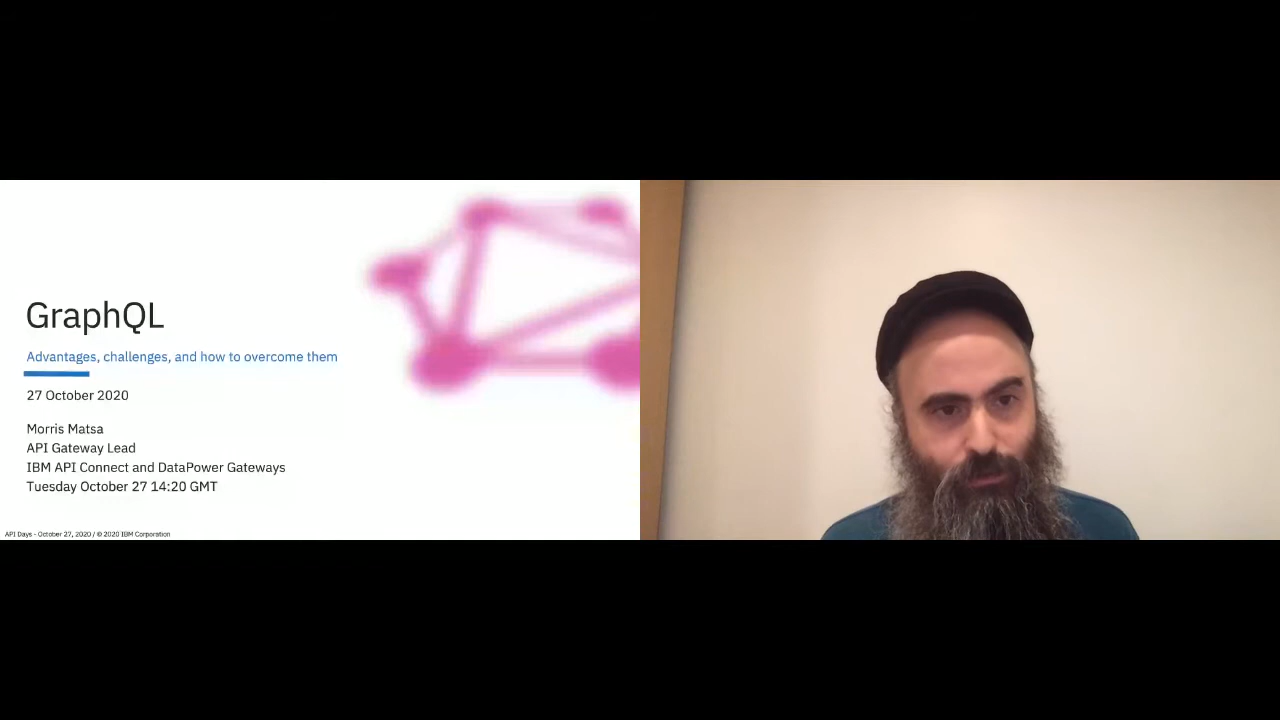 GraphQL
Advantages, challenges, and how to overcome them
27 October 2020
Morris Matsa
API Gateway Lead
IBM API Connect and DataPower Gateways
Tuesday October 27 14:20 GMT
API Days - October 27, 2020 / © 2020 IBM Corporation